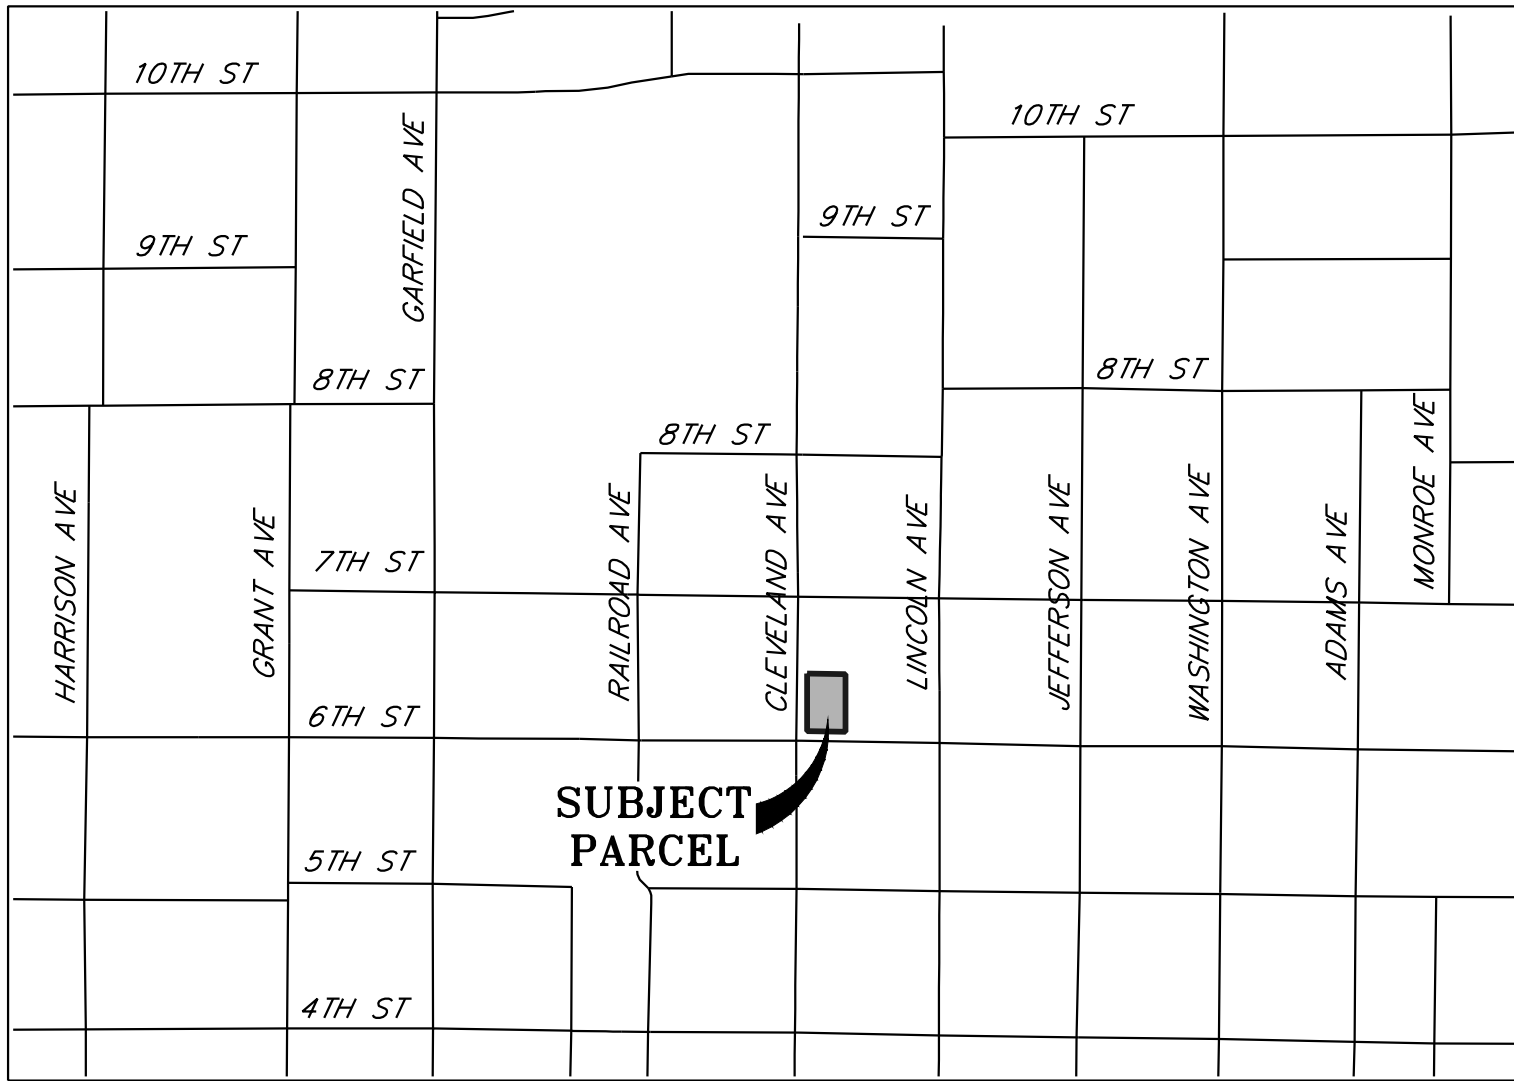 10TH ST
10TH ST
GARFIELD AVE
9TH ST
9TH ST
8TH ST
8TH ST
8TH ST
MONROE AVE
HARRISON AVE
GRANT AVE
RAILROAD AVE
CLEVELAND AVE
LINCOLN AVE
JEFFERSON AVE
WASHINGTON AVE
ADAMS AVE
7TH ST
6TH ST
SUBJECT
PARCEL
5TH ST
4TH ST